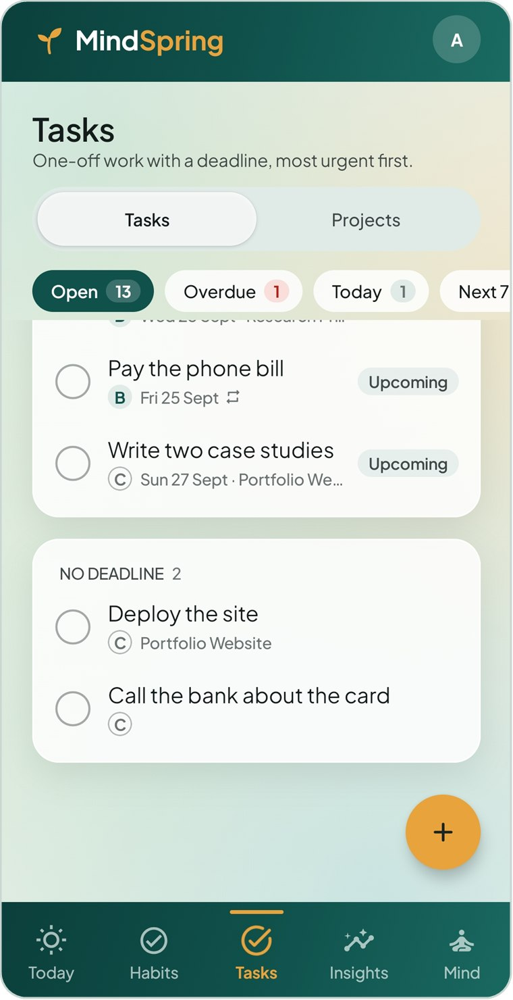 MindSpring
A
Tasks
One-off work with a deadline, most urgent first.
Tasks
Projects
Open 13
Overdue 1
Today 1
Next 7
Pay the phone bill
B Fri 25 Sept
Upcoming
Write two case studies
C Sun 27 Sept · Portfolio We...
Upcoming
NO DEADLINE 2
Deploy the site
C Portfolio Website
Call the bank about the card
C
+
Today
Habits
Tasks
Insights
Mind